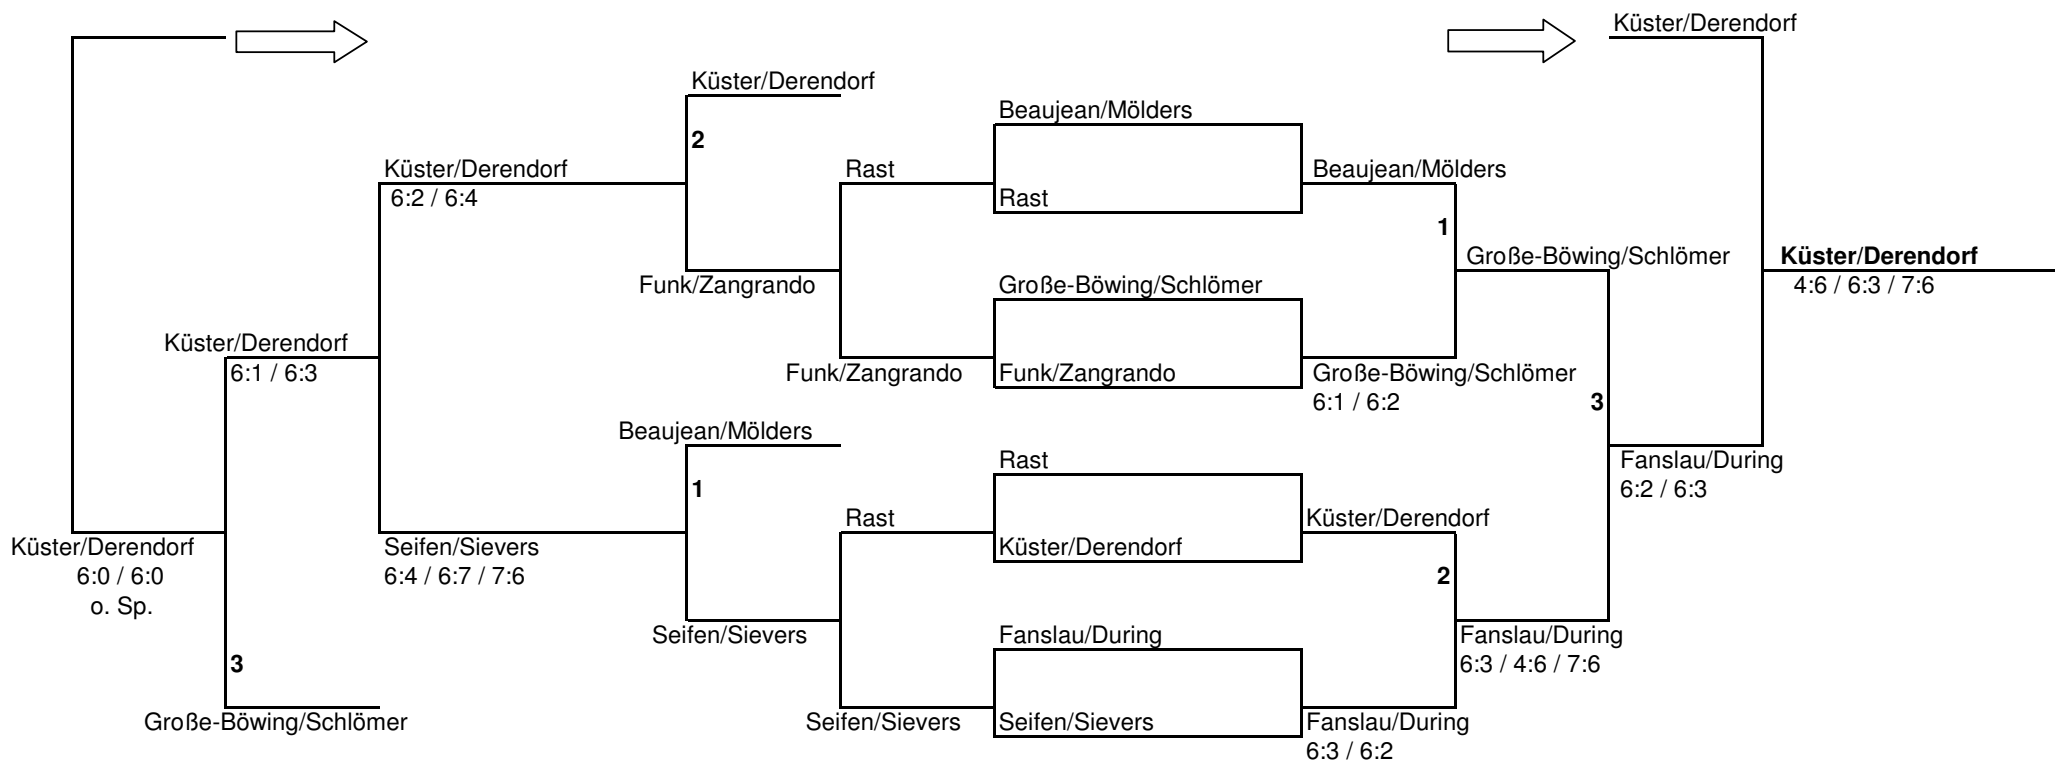 Küster/Derendorf
Küster/Derendorf
Beaujean/Mölders
2
Küster/Derendorf
Rast
Beaujean/Mölders
6:2 / 6:4
Rast
1
Große-Böwing/Schlömer
Küster/Derendorf
Funk/Zangrando
Große-Böwing/Schlömer
4:6 / 6:3 / 7:6
Küster/Derendorf
6:1 / 6:3
Funk/Zangrando
Funk/Zangrando
Große-Böwing/Schlömer
6:1 / 6:2
3
Beaujean/Mölders
Rast
Fanslau/During
6:2 / 6:3
1
Rast
Küster/Derendorf
Küster/Derendorf
6:0 / 6:0
o. Sp.
Seifen/Sievers
6:4 / 6:7 / 7:6
Küster/Derendorf
2
Seifen/Sievers
Fanslau/During
Fanslau/During
6:3 / 4:6 / 7:6
3
Große-Böwing/Schlömer
Seifen/Sievers
Seifen/Sievers
Fanslau/During
6:3 / 6:2